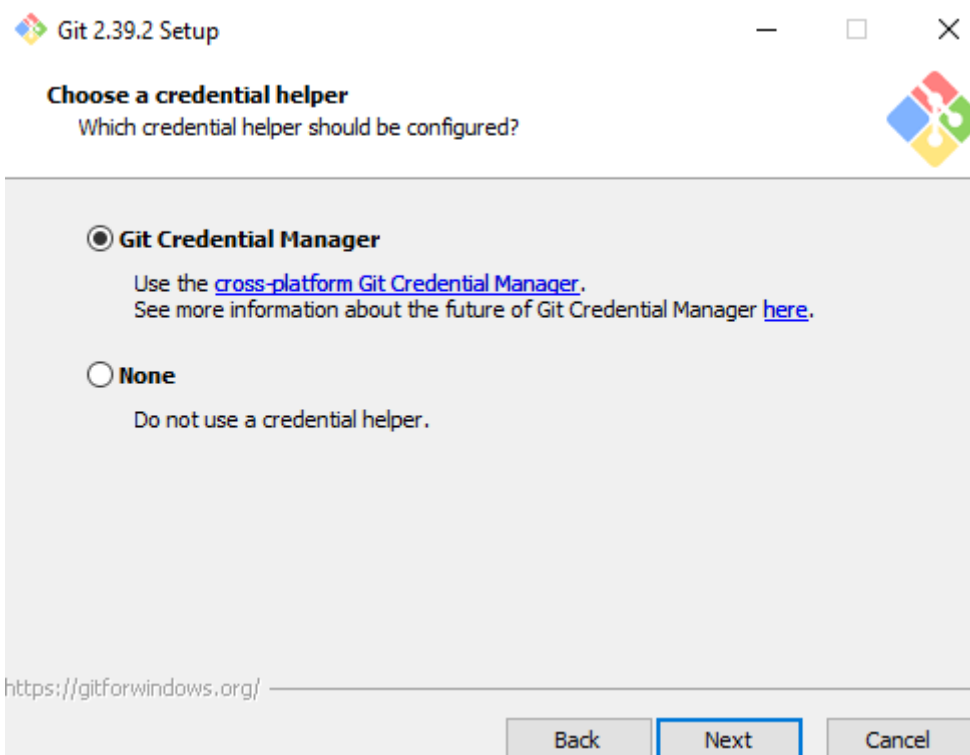 Git 2.39.2 Setup
Choose a credential helper
Which credential helper should be configured?
Git Credential Manager
Use the cross-platform Git Credential Manager.
See more information about the future of Git Credential Manager here.
None
Do not use a credential helper.
https://gitforwindows.org/
Back Next Cancel